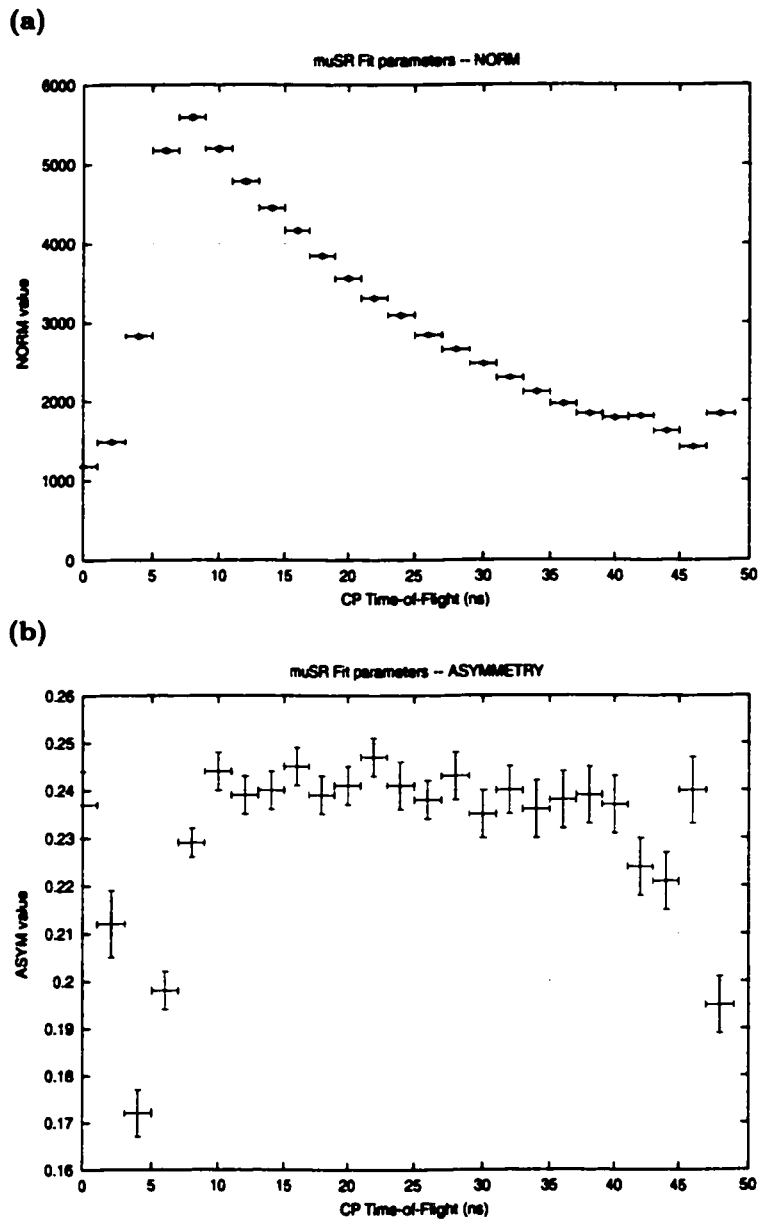 (a)
muSR Fit parameters -- NORM
6000
5000
4000
3000
2000
1000
0
NORM value
0 5 10 15 20 25 30 35 40 45 50
CP Time-of-Flight (ns)
(b)
muSR Fit parameters -- ASYMMETRY
0.26
0.25
0.24
0.23
0.22
0.21
0.2
0.19
0.18
0.17
0.16
ASYM value
0 5 10 15 20 25 30 35 40 45 50
CP Time-of-Flight (ns)